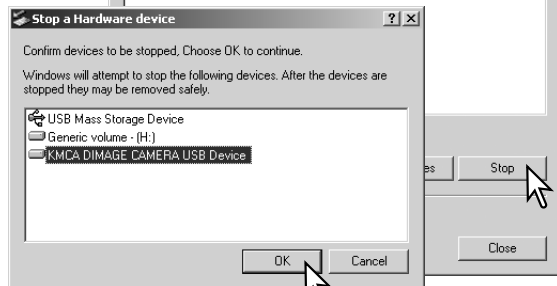 Stop a Hardware device
Confirm devices to be stopped, Choose OK to continue.
Windows will attempt to stop the following devices. After the devices are
stopped they may be removed safely.
USB Mass Storage Device
Generic volume - (H:)
KMCA DIMAGE CAMERA USB Device
OK
Cancel
es
Stop
Close